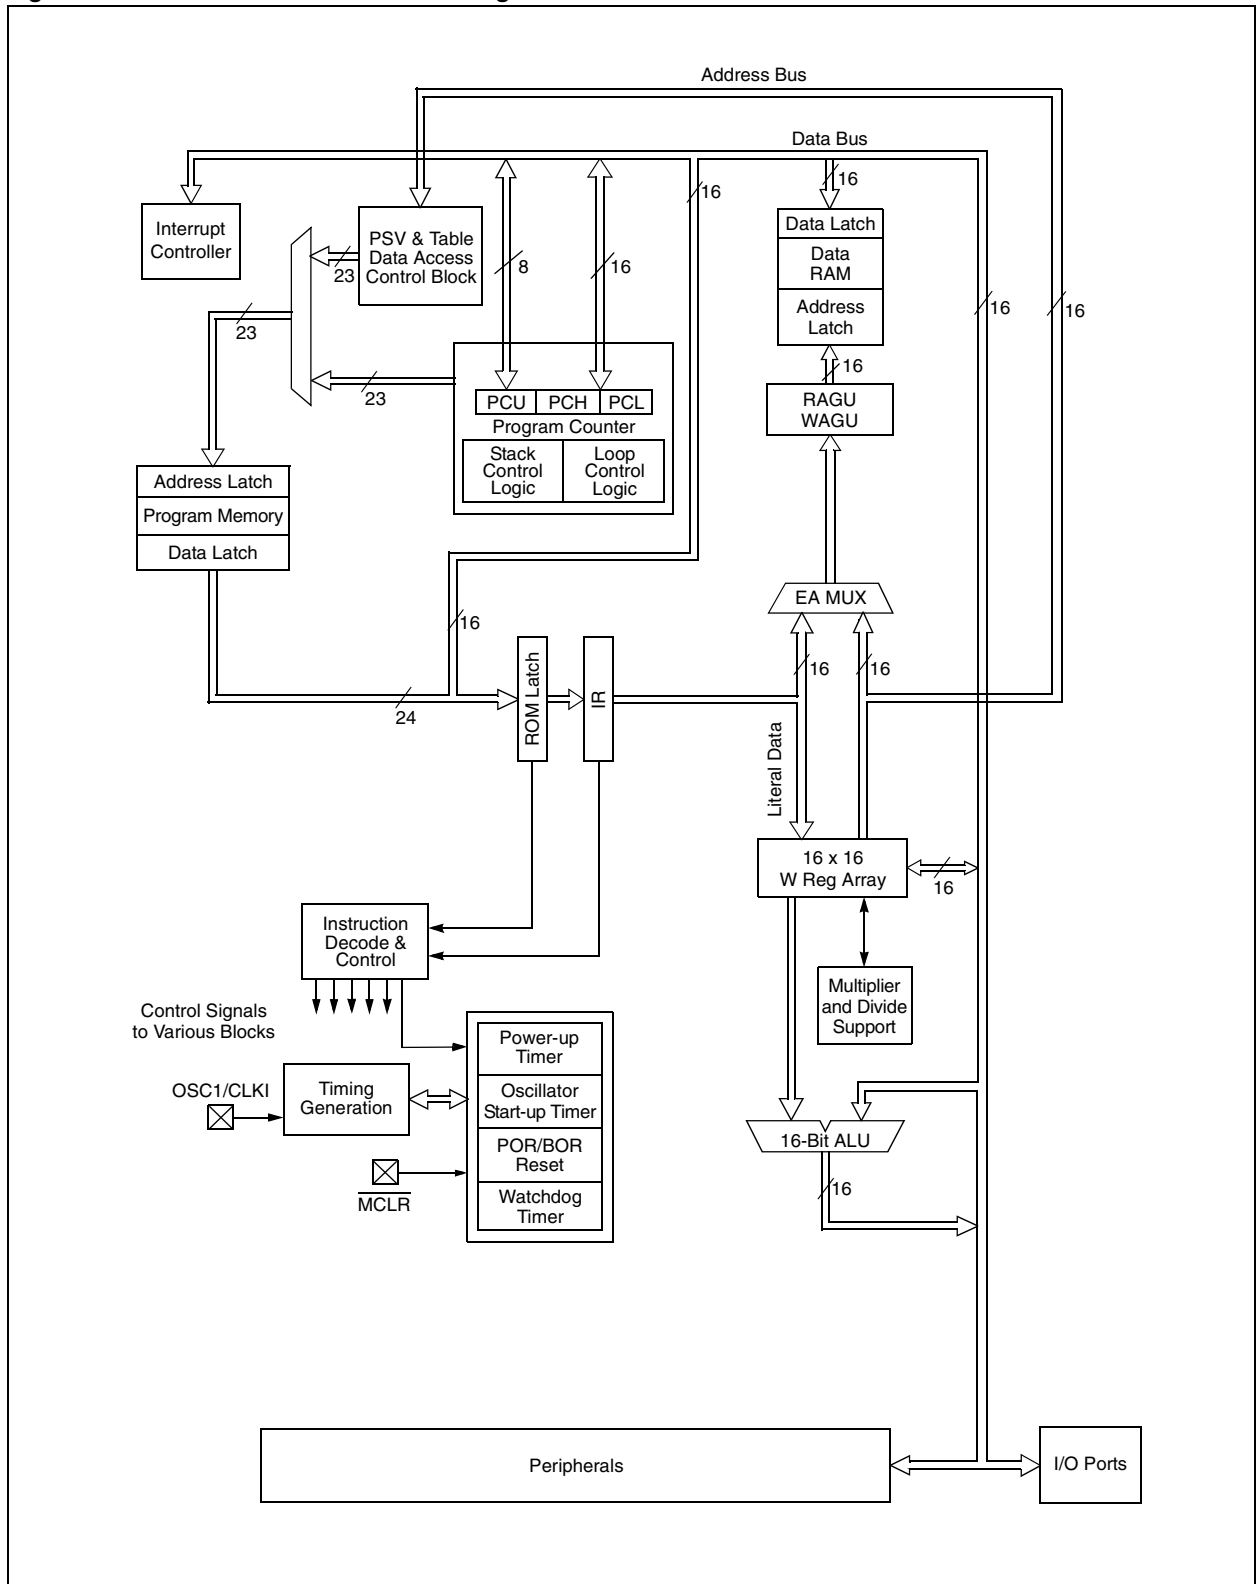 Address Bus
Data Bus
16
16
Interrupt
Controller
PSV & Table
Data Access
Control Block
23
8
16
Data Latch
Data
RAM
Address
Latch
16
16
23
16
23
PCU
PCH
PCL
Program Counter
Stack
Control
Logic
Loop
Control
Logic
RAGU
WAGU
Address Latch
Program Memory
Data Latch
EA MUX
16
16
16
24
ROM Latch
IR
Literal Data
16 x 16
W Reg Array
16
Instruction
Decode &
Control
Multiplier
and Divide
Support
Control Signals
to Various Blocks
Power-up
Timer
OSC1/CLKI
Timing
Generation
Oscillator
Start-up Timer
16-Bit ALU
POR/BOR
Reset
16
MCLR
Watchdog
Timer
Peripherals
I/O Ports